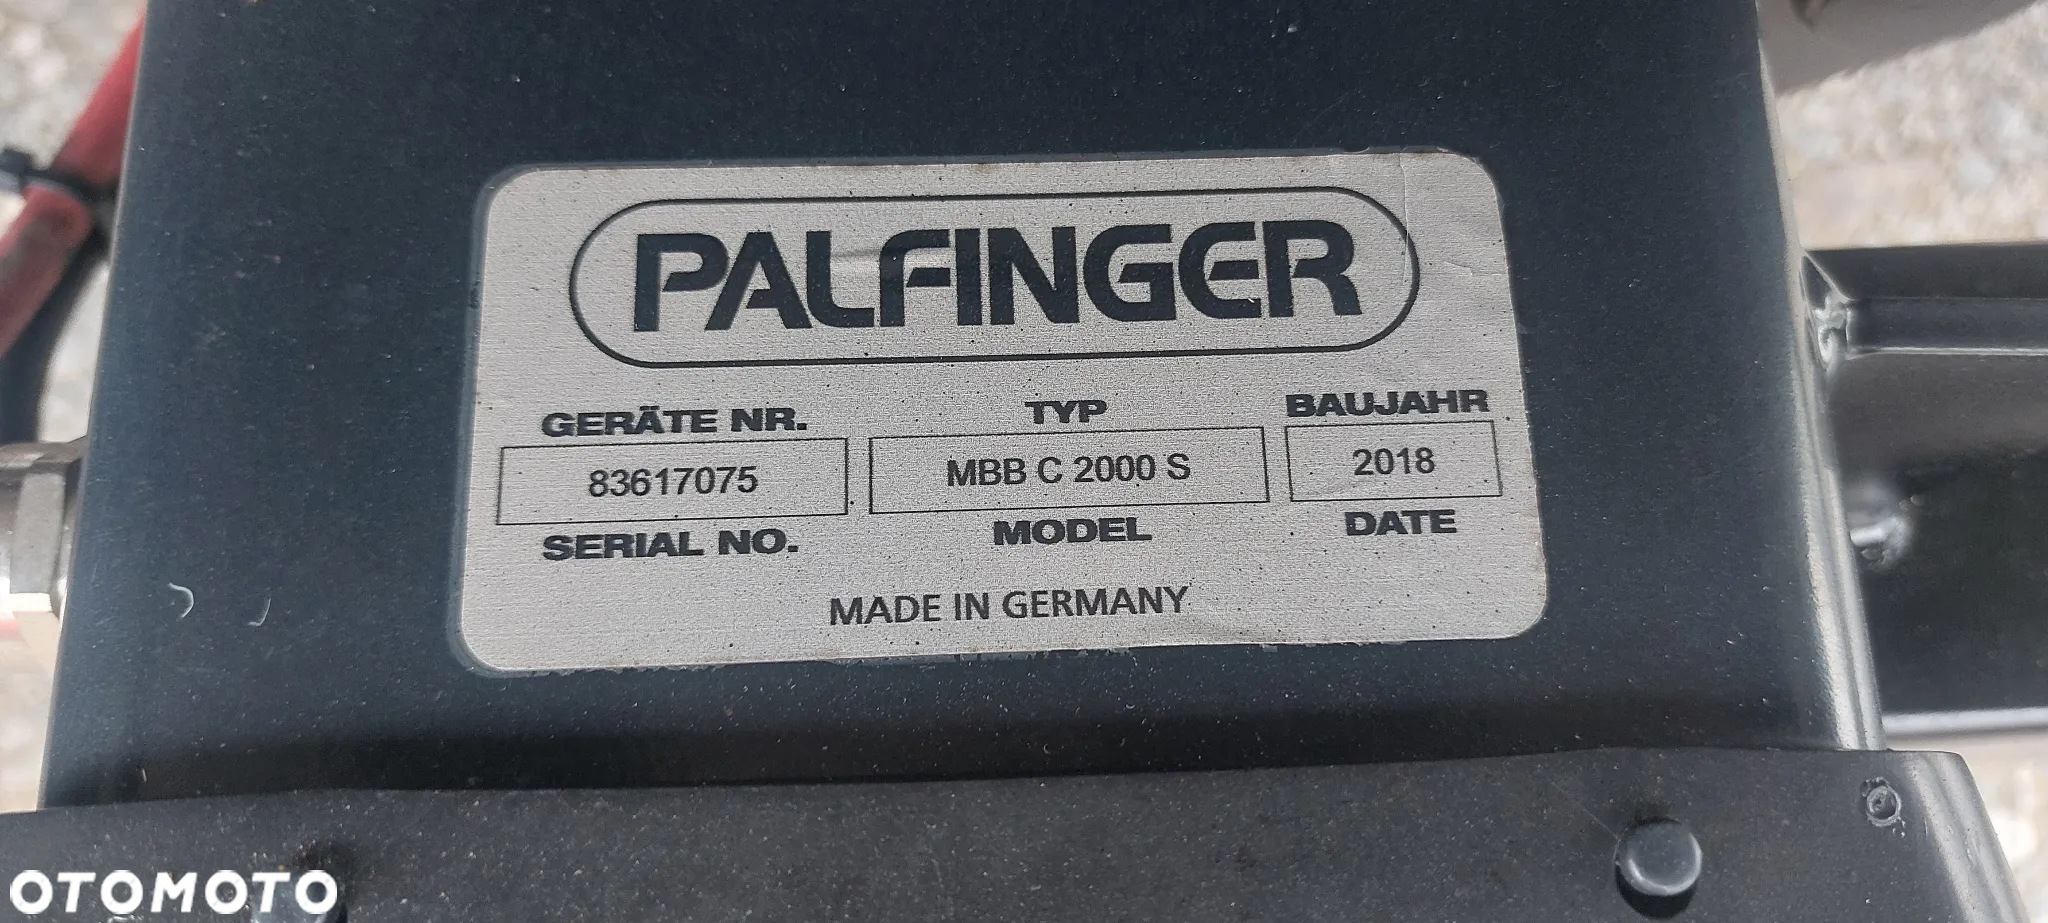 PALFINGER
GERÄTE NR. TYP BAUJAHR
83617075 MBB C 2000 S 2018
SERIAL NO. MODEL DATE
MADE IN GERMANY
OTOMOTO